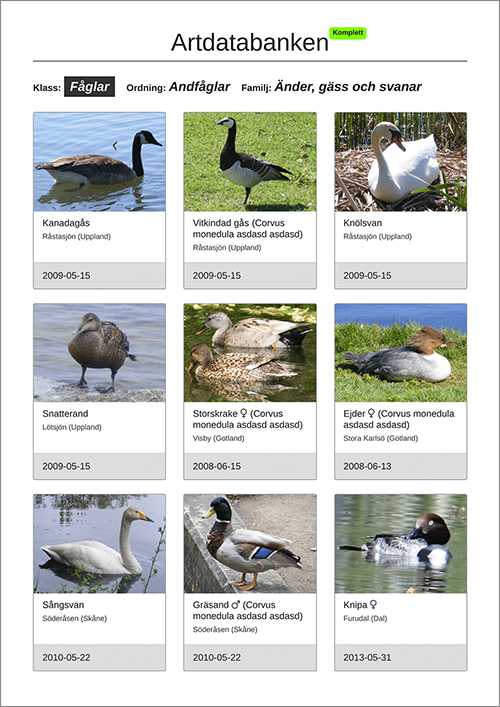 Artdatabanken
Komplett
Klass: Fåglar Ordning: Andfåglar Familj: Änder, gäss och svanar
Kanadagås
Råstasjön (Uppland)
2009-05-15
Vitkindad gås (Corvus
monedula asdasd asdasd)
Råstasjön (Uppland)
2009-05-15
Knölsvan
Råstasjön (Uppland)
2009-05-15
Snatterand
Lötsjön (Uppland)
2009-05-15
Storskrake ♀ (Corvus
monedula asdasd asdasd)
Visby (Gotland)
2008-06-15
Ejder ♀ (Corvus monedula
asdasd asdasd)
Stora Karlsö (Gotland)
2008-06-13
Sångsvan
Söderåsen (Skåne)
2010-05-22
Gräsand ♂ (Corvus
monedula asdasd asdasd)
Söderåsen (Skåne)
2010-05-22
Knipa ♀
Furudal (Dal)
2013-05-31